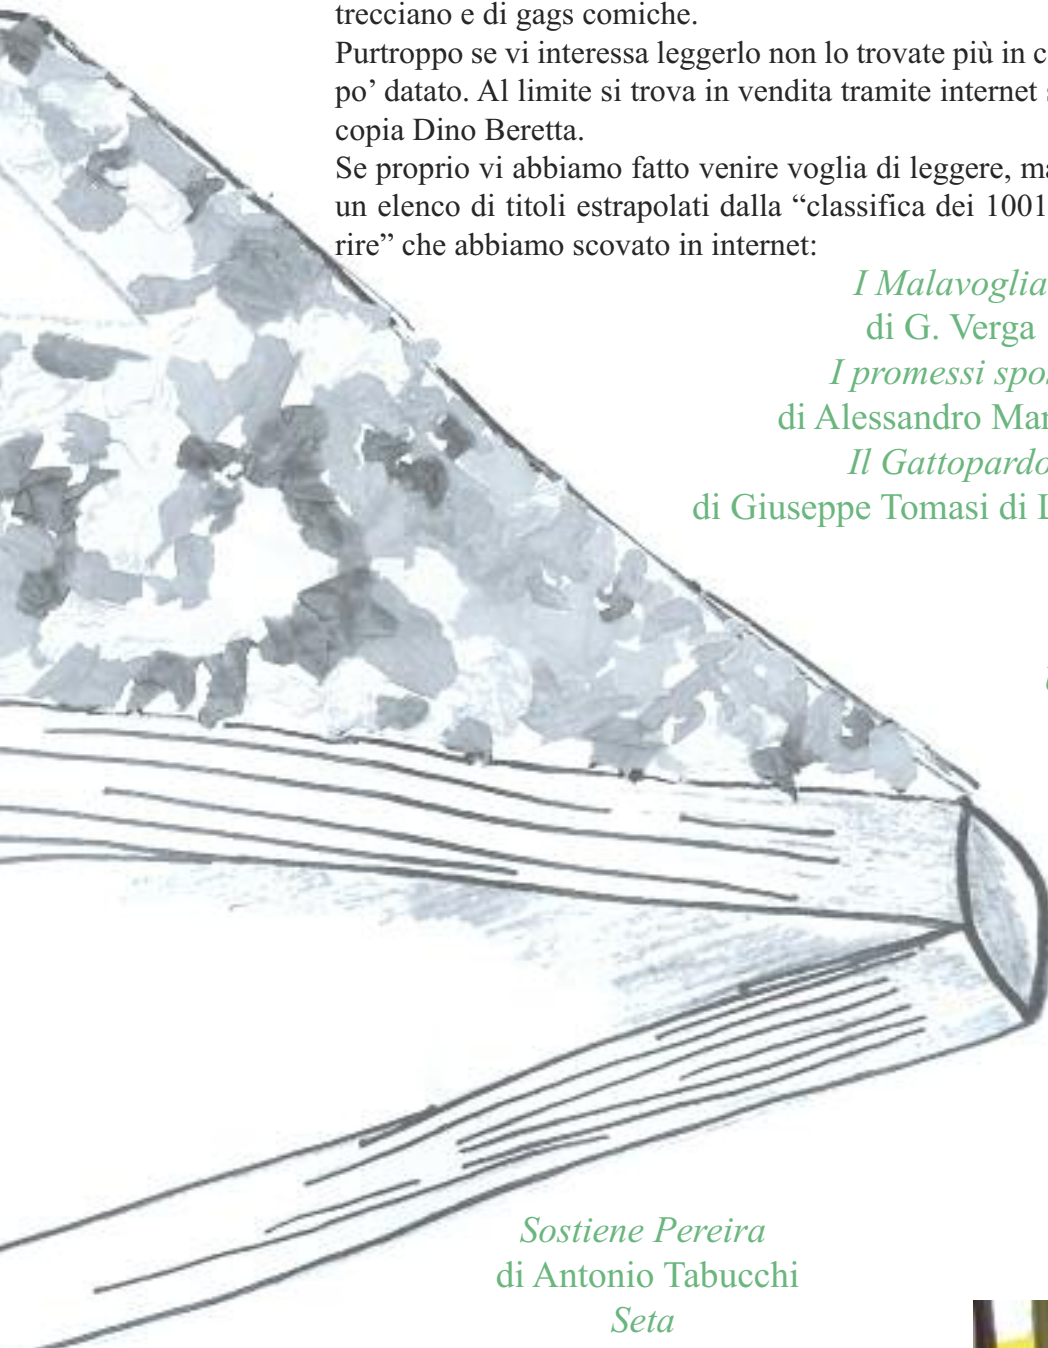 trecciano e di gags comiche.
Purtroppo se vi interessa leggerlo non lo trovate più in
po’ datato. Al limite si trova in vendita tramite internet
copia Dino Beretta.
Se proprio vi abbiamo fatto venire voglia di leggere,
un elenco di titoli estrapolati dalla “classifica dei 1001
rire” che abbiamo scovato in internet:
I Malavoglia
di G. Verga
I promessi
di Alessandro
Il Gattopardo
di Giuseppe Tomasi di
Sostiene Pereira
di Antonio Tabucchi
Seta